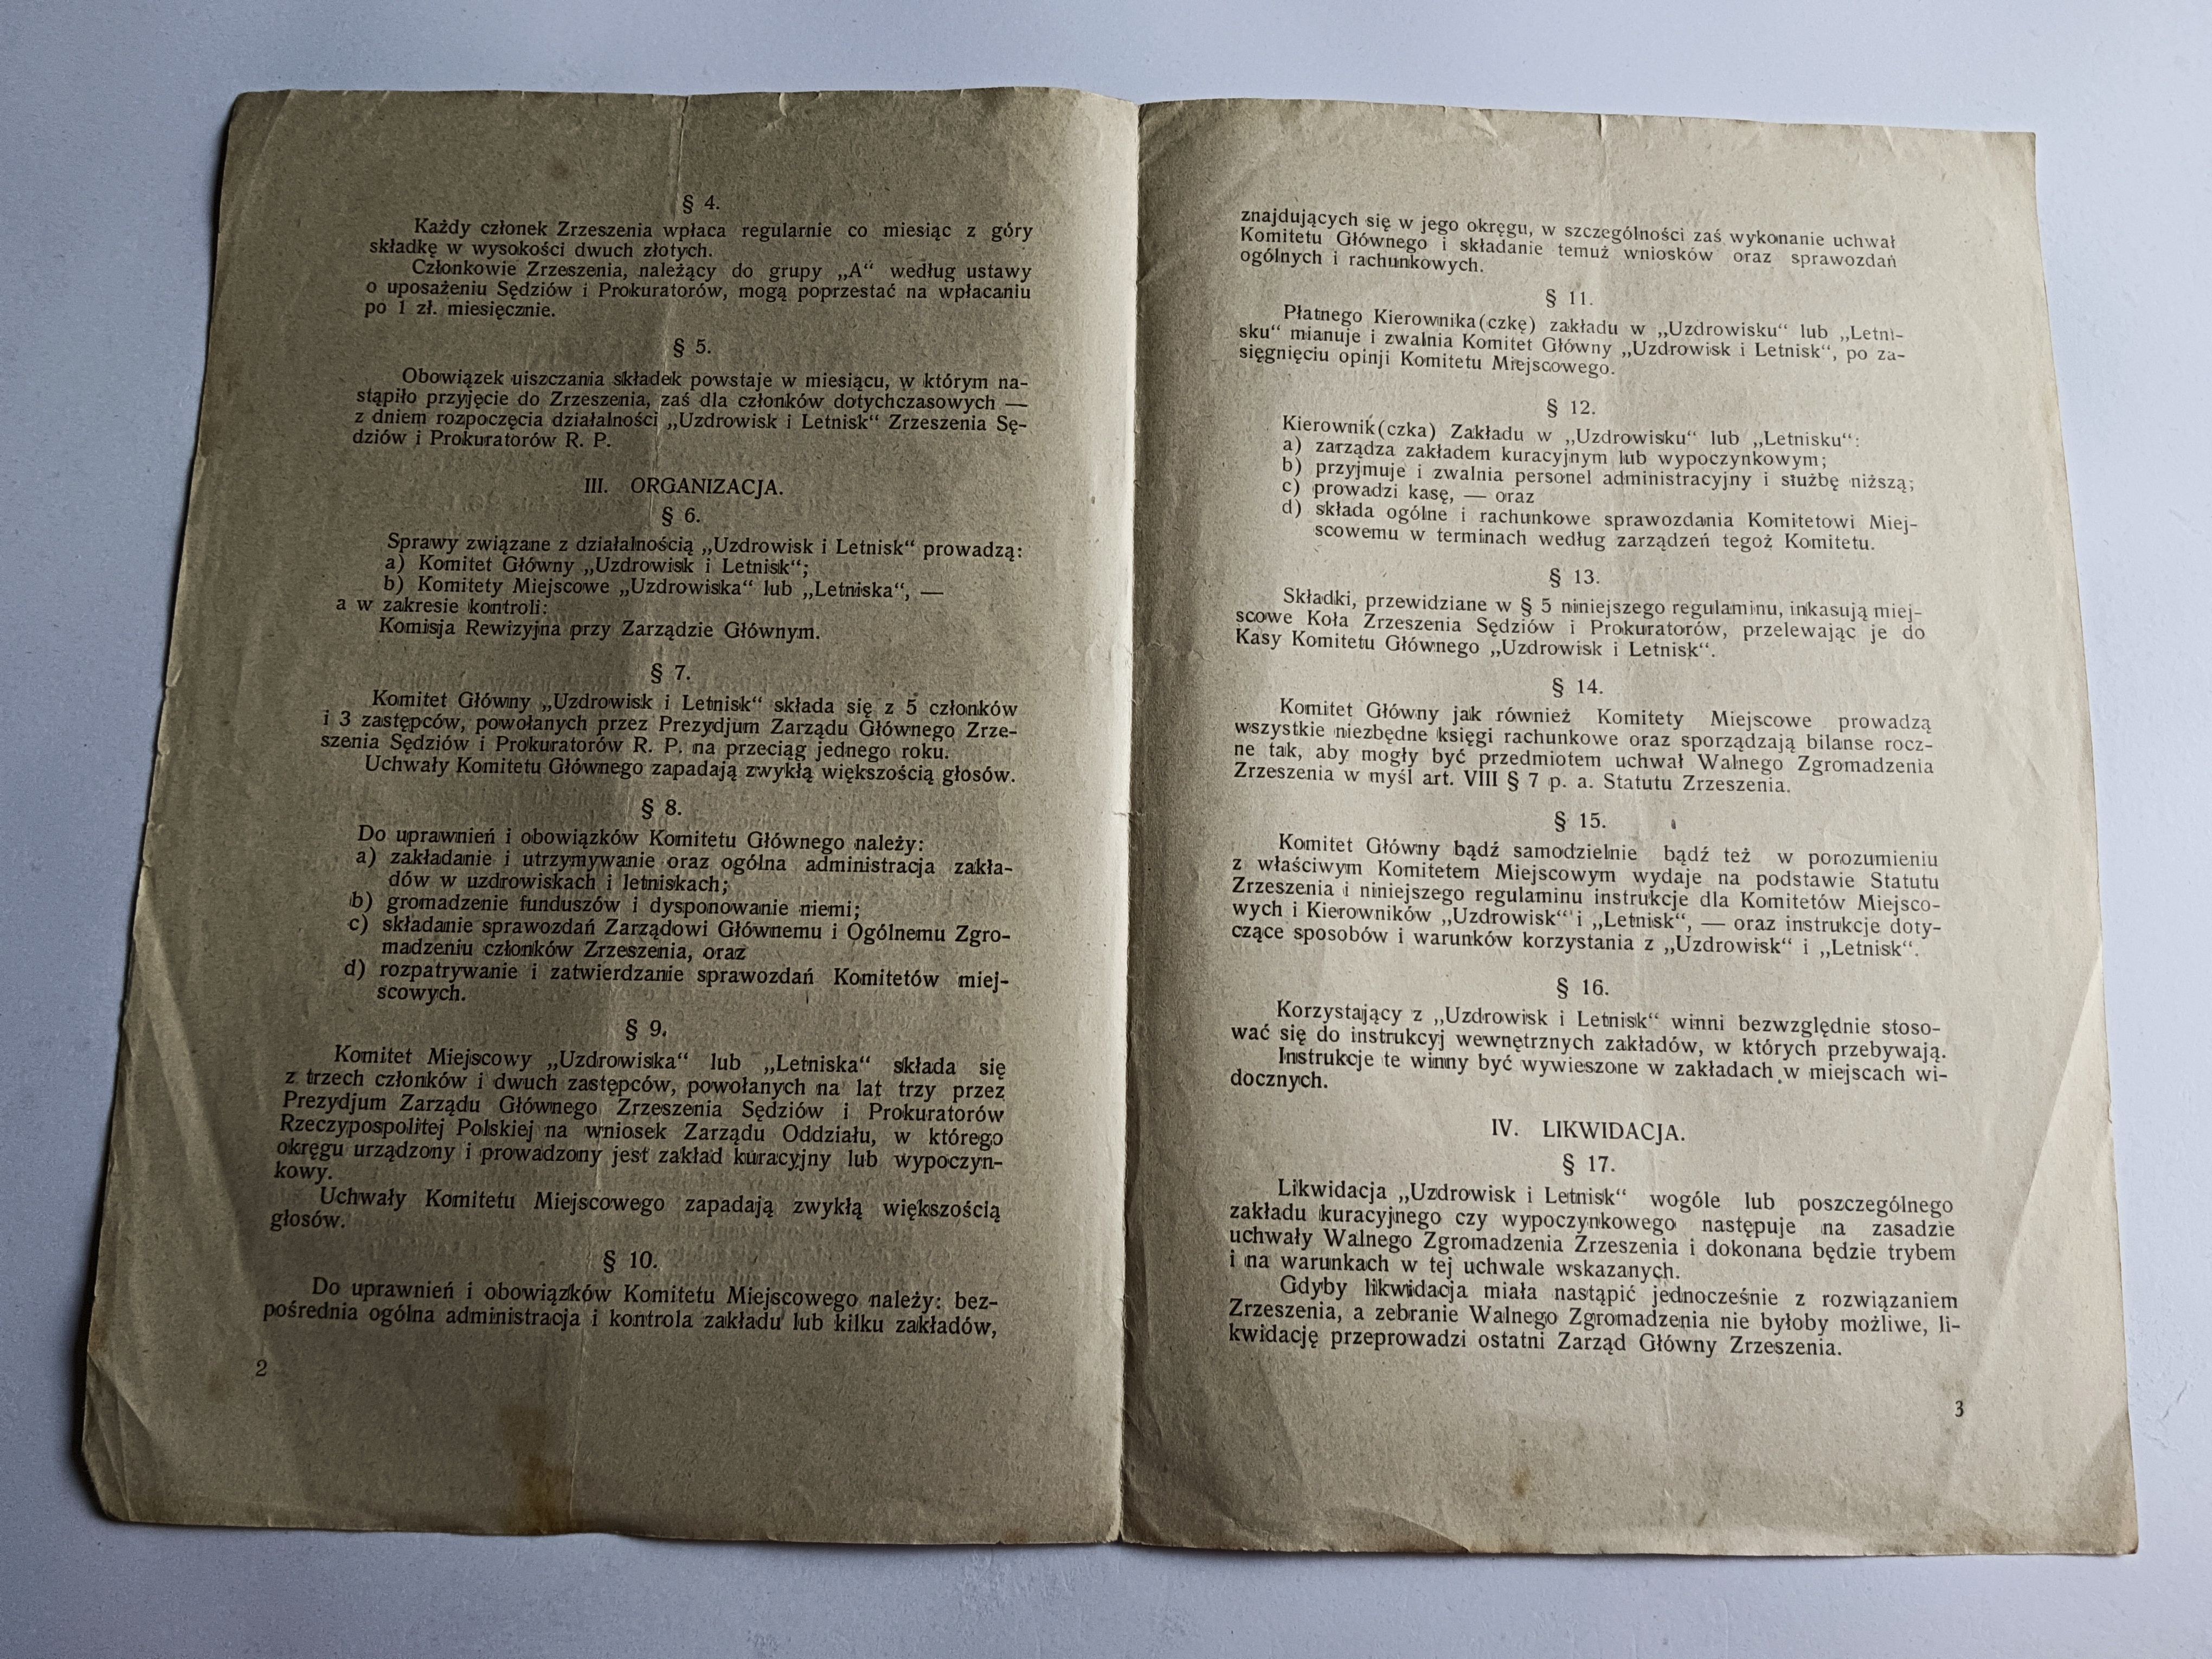 § 4.
Każdy członek Zrzeszenia wpłaca regularnie co miesiąc z góry
składkę w wysokości dwuch złotych.
Członkowie Zrzeszenia, należący do grupy „A“ według ustawy
o uposażeniu Sędziów i Prokuratorów, mogą poprzestać na wpłacaniu
po 1 zł. miesięcznie.
§ 5.
Obowiązek uiszczania składek powstaje w miesiącu, w którym na-
stąpiło przyjęcie do Zrzeszenia, zaś dla członków dotychczasowych —
z dniem rozpoczęcia działalności „Uzdrowisk i Letnisk“ Zrzeszenia Sę-
dziów i Prokuratorów R. P.
III. ORGANIZACJA.
§ 6.
Sprawy związane z działalnością „Uzdrowisk i Letnisk“ prowadzą:
a) Komitet Główny „Uzdrowisk i Letnisk“;
b) Komitety Miejscowe „Uzdrowiska“ lub „Letniska“, —
a w zakresie kontroli:
Komisja Rewizyjna przy Zarządzie Głównym.
§ 7.
Komitet Główny „Uzdrowisk i Letnisk“ składa się z 5 członków
i 3 zastępców, powołanych przez Prezydjum Zarządu Głównego Zrze-
szenia Sędziów i Prokuratorów R. P. na przeciąg jednego roku.
Uchwały Komitetu Głównego zapadają zwykłą większością głosów.
§ 8.
Do uprawnień i obowiązków Komitetu Głównego należy:
a) zakładanie i utrzymywanie oraz ogólna administracja zakła-
dów w uzdrowiskach i letniskach;
b) gromadzenie funduszów i dysponowanie niemi;
c) składanie sprawozdań Zarządowi Głównemu i Ogólnemu Zgro-
madzeniu członków Zrzeszenia, oraz
d) rozpatrywanie i zatwierdzanie sprawozdań Komitetów miej-
scowych.
§ 9.
Komitet Miejscowy „Uzdrowiska“ lub „Letniska“ składa się
z trzech członków i dwuch zastępców, powołanych na lat trzy przez
Prezydjum Zarządu Głównego Zrzeszenia Sędziów i Prokuratorów
Rzeczypospolitej Polskiej na wniosek Zarządu Oddziału, w którego
okręgu urządzony i prowadzony jest zakład kuracyjny lub wypoczyn-
kowy.
Uchwały Komitetu Miejscowego zapadają zwykłą większością
głosów.
§ 10.
Do uprawnień i obowiązków Komitetu Miejscowego należy: bez-
pośrednia ogólna administracja i kontrola zakładu lub kilku zakładów,
2
znajdujących się w jego okręgu, w szczególności zaś wykonanie uchwał
Komitetu Głównego i składanie temuż wniosków oraz sprawozdań
ogólnych i rachunkowych.
§ 11.
Płatnego Kierownika(czkę) zakładu w „Uzdrowisku“ lub „Letni-
sku“ mianuje i zwalnia Komitet Główny „Uzdrowisk i Letnisk“, po za-
sięgnięciu opinji Komitetu Miejscowego.
§ 12.
Kierownik(czka) Zakładu w „Uzdrowisku“ lub „Letnisku“:
a) zarządza zakładem kuracyjnym lub wypoczynkowym;
b) przyjmuje i zwalnia personel administracyjny i służbę niższą;
c) prowadzi kasę, — oraz
d) składa ogólne i rachunkowe sprawozdania Komitetowi Miej-
scowemu w terminach według zarządzeń tegoż Komitetu.
§ 13.
Składki, przewidziane w § 5 niniejszego regulaminu, inkasują miej-
scowe Koła Zrzeszenia Sędziów i Prokuratorów, przelewając je do
Kasy Komitetu Głównego „Uzdrowisk i Letnisk“.
§ 14.
Komitet Główny jak również Komitety Miejscowe prowadzą
wszystkie niezbędne księgi rachunkowe oraz sporządzają bilanse rocz-
ne tak, aby mogły być przedmiotem uchwał Walnego Zgromadzenia
Zrzeszenia w myśl art. VIII § 7 p. a. Statutu Zrzeszenia.
§ 15.
Komitet Główny bądź samodzielnie bądź też w porozumieniu
z właściwym Komitetem Miejscowym wydaje na podstawie Statutu
Zrzeszenia i niniejszego regulaminu instrukcje dla Komitetów Miejsco-
wych i Kierowników „Uzdrowisk“ i „Letnisk“, — oraz instrukcje doty-
czące sposobów i warunków korzystania z „Uzdrowisk“ i „Letnisk“.
§ 16.
Korzystający z „Uzdrowisk i Letnisk“ winni bezwzględnie stoso-
wać się do instrukcyj wewnętrznych zakładów, w których przebywają.
Instrukcje te winny być wywieszone w zakładach w miejscach wi-
docznych.
IV. LIKWIDACJA.
§ 17.
Likwidacja „Uzdrowisk i Letnisk“ wogóle lub poszczególnego
zakładu kuracyjnego czy wypoczynkowego następuje na zasadzie
uchwały Walnego Zgromadzenia Zrzeszenia i dokonana będzie trybem
i na warunkach w tej uchwale wskazanych.
Gdyby likwidacja miała nastąpić jednocześnie z rozwiązaniem
Zrzeszenia, a zebranie Walnego Zgromadzenia nie byłoby możliwe, li-
kwidację przeprowadzi ostatni Zarząd Główny Zrzeszenia.
3